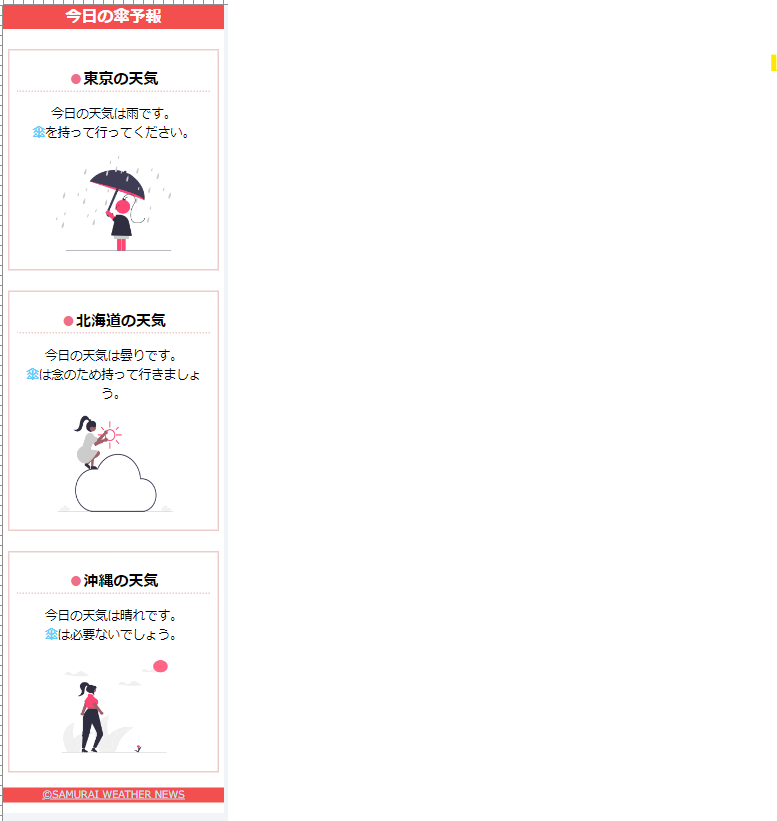 今日の傘予報
東京の天気
今日の天気は雨です。
傘を持って行ってください。
北海道の天気
今日の天気は曇りです。
傘は念のため持って行きましょ
う。
沖縄の天気
今日の天気は晴れです。
傘は必要ないでしょう。
©SAMURAI WEATHER NEWS